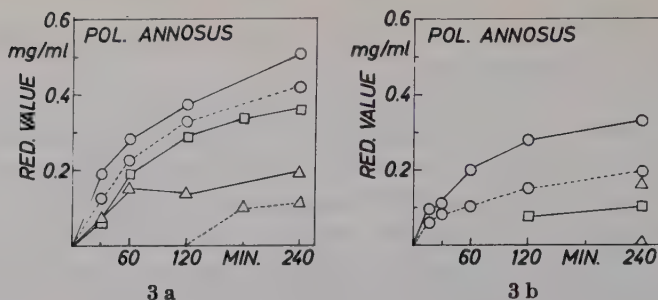 0.6
POL. ANNOSUS
mg/ml
0.4
RED. VALUE
0.2
60 120 MIN. 240
3 a
0.6
POL. ANNOSUS
mg/ml
0.4
RED. VALUE
0.2
60 120 MIN. 240
3 b